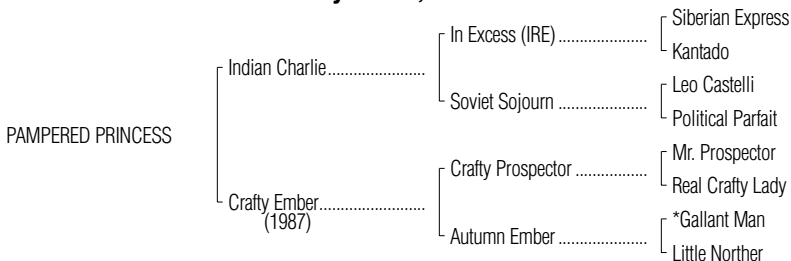 Siberian Express
In Excess (IRE) ......................
Kantado
Indian Charlie.......................
Leo Castelli
Soviet Sojourn ......................
Political Parfait
PAMPERED PRINCESS
Mr. Prospector
Crafty Prospector ..................
Real Crafty Lady
Crafty Ember.........................
(1987)
*Gallant Man
Autumn Ember ......................
Little Norther